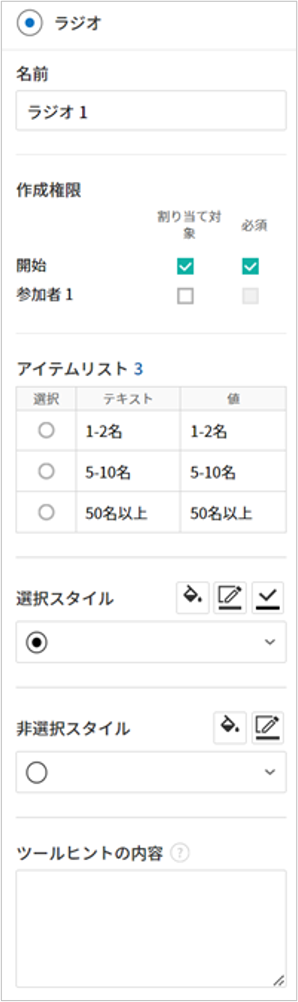 ラジオ
名前
ラジオ 1
作成権限
割り当て対
象
必須
開始
参加者 1
アイテムリスト 3
選択 テキスト 値
1-2名 1-2名
5-10名 5-10名
50名以上 50名以上
選択スタイル
非選択スタイル
ツールヒントの内容 ?